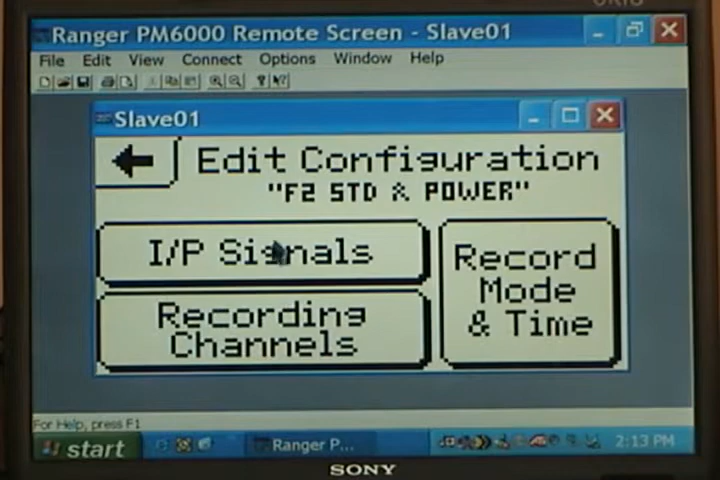 Ranger PM6000 Remote Screen - Slave01
File Edit View Connect Options Window Help
Slave01
Edit Configuration
"F2 STD & POWER"
I/P Signals
Recording
Channels
Record
Mode
& Time
For Help, press F1
start
Ranger P...
2:13 PM
SONY